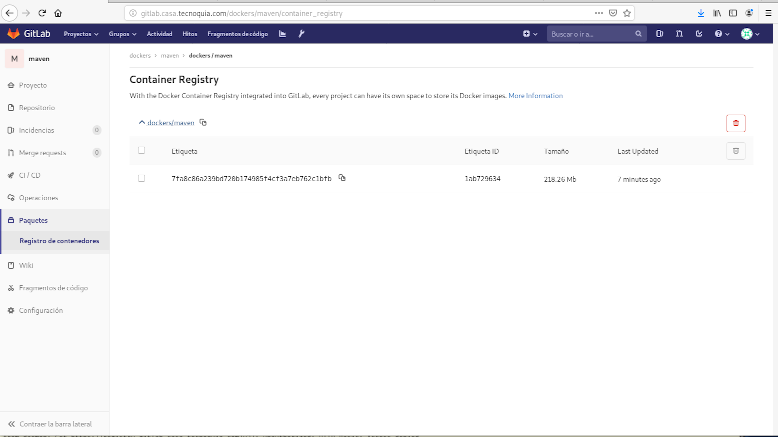 gitlab.casa.tecnoquia.com/dockers/maven/container_registry
GitLab Proyectos Grupos Actividad Hitos Fragmentos de código Buscar o ir a...
M maven
dockers > maven > dockers/maven
Container Registry
With the Docker Container Registry integrated into GitLab, every project can have its own space to store its Docker images. More Information
dockers/maven
Etiqueta Etiqueta ID Tamaño Last Updated
7fa8c86a239bd720b174985f4cf3a7eb762c1bfb 1ab729634 218.26 Mb 7 minutes ago
Proyecto
Repositorio
Incidencias 0
Merge requests 0
CI / CD
Operaciones
Paquetes
Registro de contenedores
Wiki
Fragmentos de código
Configuración
Contraer la barra lateral